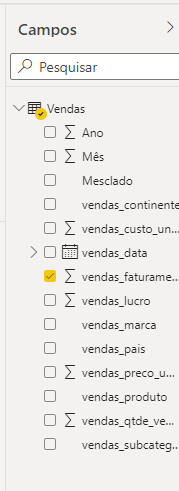 Campos
Pesquisar
Vendas
Ano
Mês
Mesclado
vendas_continente
vendas_custo_un...
vendas_data
vendas_faturame...
vendas_lucro
vendas_marca
vendas_pais
vendas_preco_u...
vendas_produto
vendas_qtde_ve...
vendas_subcateg...